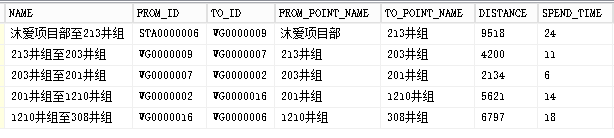 NAME PROM_ID TO_ID PROM_POINT_NAME TO_POINT_NAME DISTANCE SPEND_TIME
沐爱项目部至213井组 STA0000006 WG0000009 沐爱项目部 213井组 9518 24
213井组至203井组 WG0000009 WG0000007 213井组 203井组 4200 11
203井组至201井组 WG0000007 WG0000002 203井组 201井组 2134 6
201井组至1210井组 WG0000002 WG0000016 201井组 1210井组 5621 14
1210井组至308井组 WG0000016 WG0000006 1210井组 308井组 6797 18